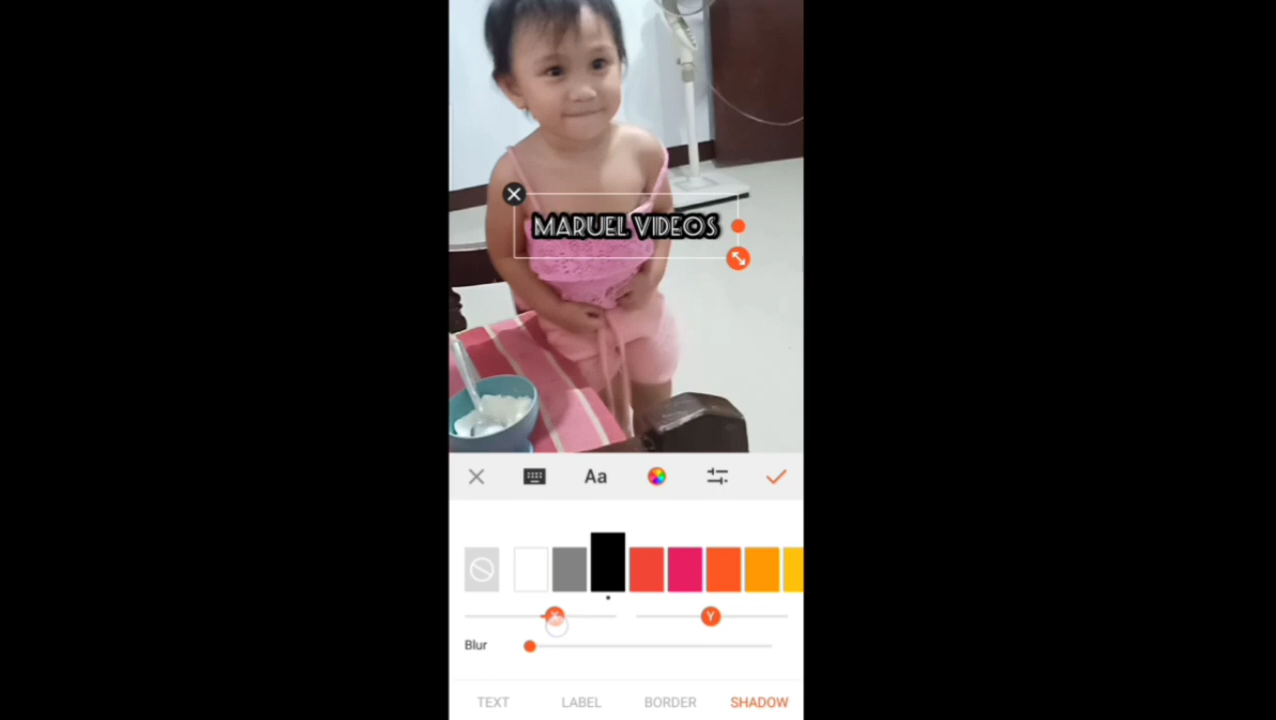 MARUEL VIDEOS
Aa
X Y
Blur
TEXT LABEL BORDER SHADOW